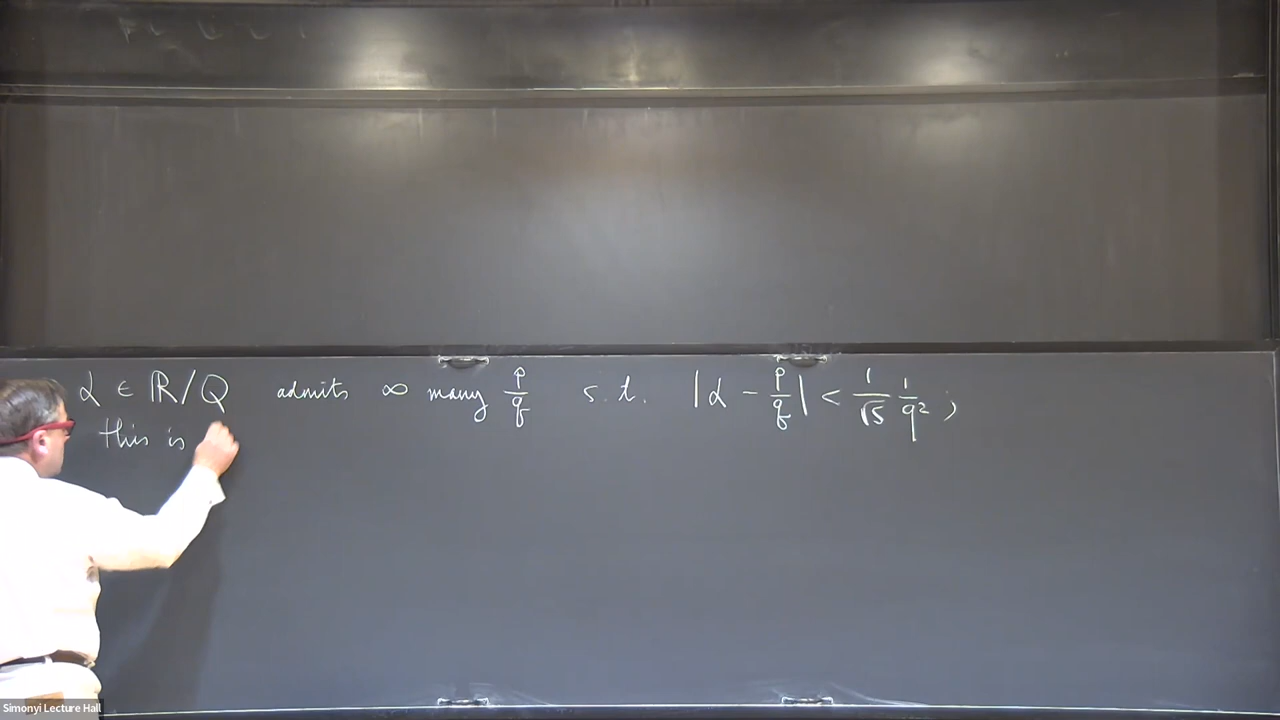 α ∈ ℝ/Q admits ∞ many p/q s.t. |α - p/q| < 1/√5 1/q² ;
this is
Simonyi Lecture Hall